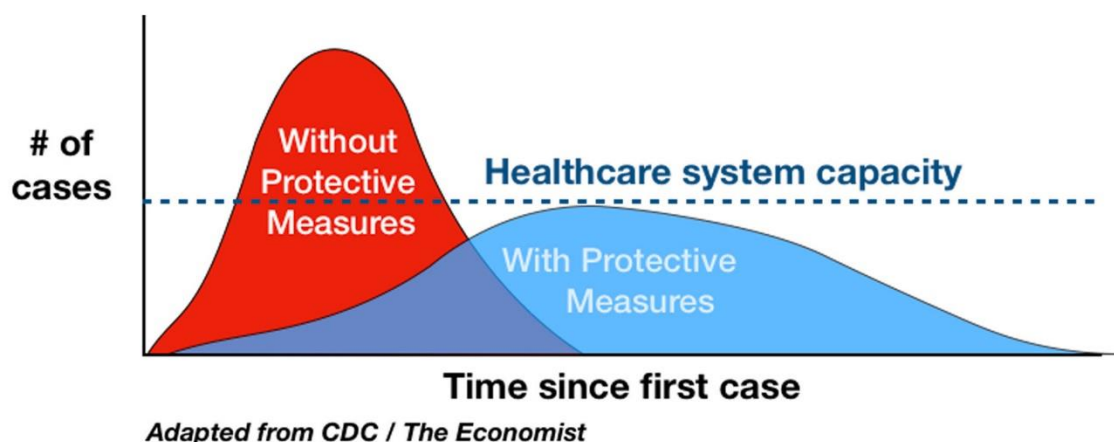 # of
cases
Without
Protective
Measures
Healthcare system capacity
With Protective
Measures
Time since first case
Adapted from CDC / The Economist